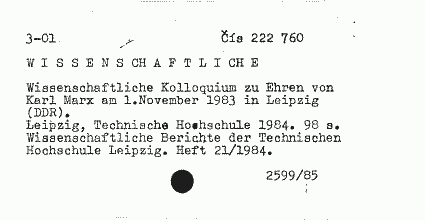 3-01
Čís 222 760
W I S S E N S C H A F T L I C H E
Wissenschaftliche Kolloquium zu Ehren von
Karl Marx am 1.November 1983 in Leipzig
(DDR).
Leipzig, Technische Hochschule 1984. 98 s.
Wissenschaftliche Berichte der Technischen
Hochschule Leipzig. Heft 21/1984.
2599/85